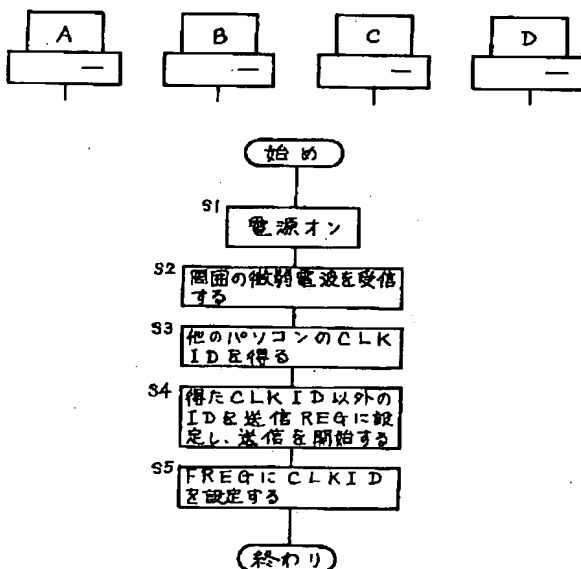 A B C D
始め
S1
電源オン
S2
周囲の微弱電波を受信
する
S3
他のパソコンのCLK
IDを得る
S4
得たCLKID以外の
IDを送信REGに設
定し、送信を開始する
S5
FREGにCLKID
を設定する
終わり